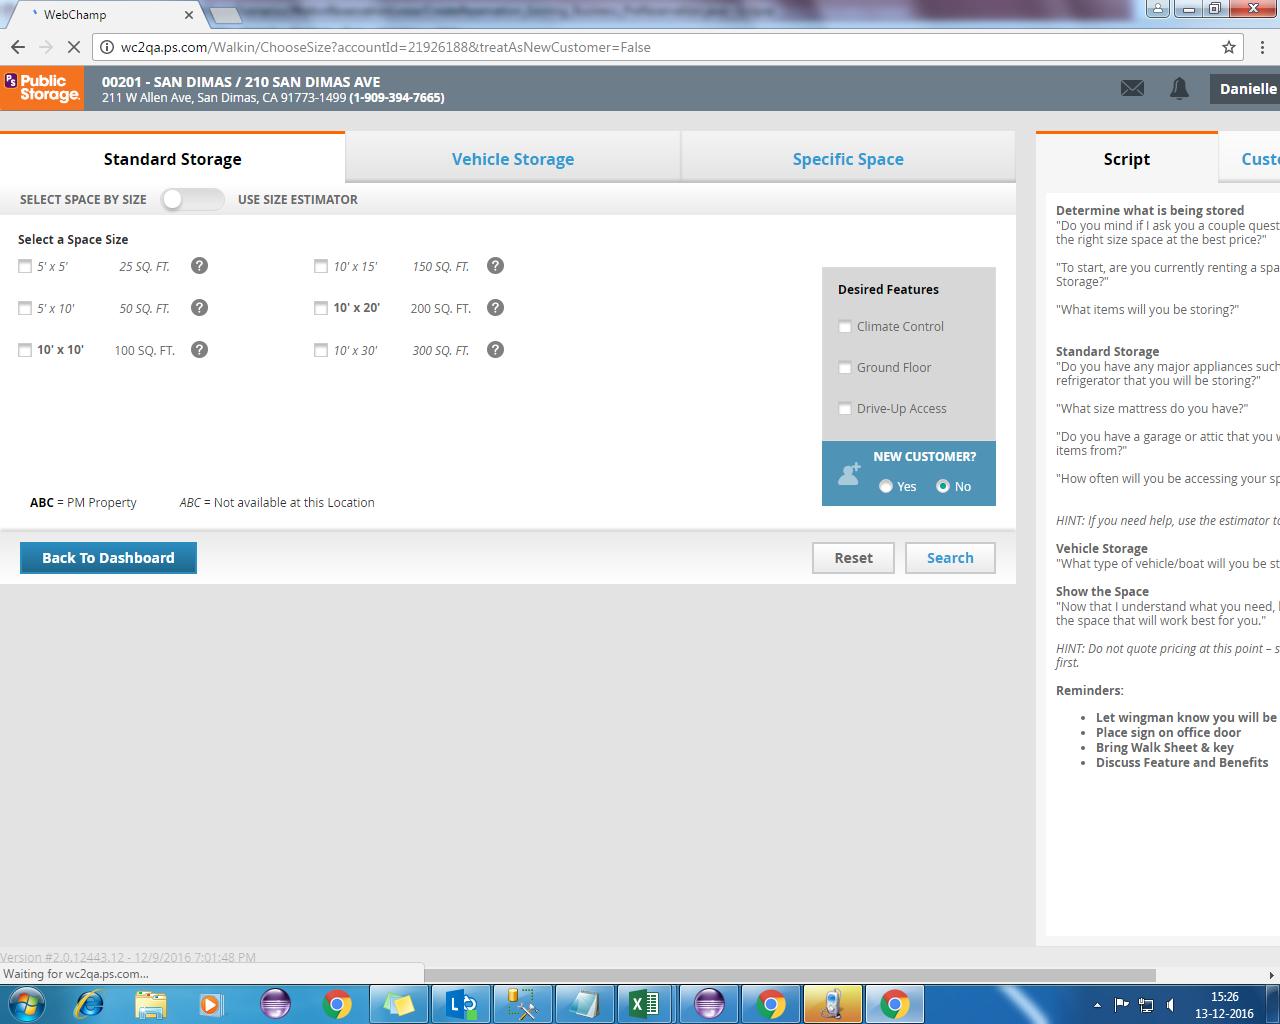 WebChamp
wc2qa.ps.com/Walkin/ChooseSize?accountId=21926188&treatAsNewCustomer=False
PS Public Storage.
00201 - SAN DIMAS / 210 SAN DIMAS AVE
211 W Allen Ave, San Dimas, CA 91773-1499 (1-909-394-7665)
Danielle
Standard Storage
Vehicle Storage
Specific Space
SELECT SPACE BY SIZE
USE SIZE ESTIMATOR
Select a Space Size
5' x 5' 25 SQ. FT. ?
10' x 15' 150 SQ. FT. ?
5' x 10' 50 SQ. FT. ?
10' x 20' 200 SQ. FT. ?
10' x 10' 100 SQ. FT. ?
10' x 30' 300 SQ. FT. ?
Desired Features
Climate Control
Ground Floor
Drive-Up Access
NEW CUSTOMER?
Yes No
ABC = PM Property
ABC = Not available at this Location
Back To Dashboard
Reset
Search
Script
Determine what is being stored
"Do you mind if I ask you a couple
the right size space at the best price?"
"To start, are you currently renting a
Storage?"
"What items will you be storing?"
Standard Storage
"Do you have any major appliances such
refrigerator that you will be storing?"
"What size mattress do you have?"
"Do you have a garage or attic that you
items from?"
"How often will you be accessing your
HINT: If you need help, use the estimator
Vehicle Storage
"What type of vehicle/boat will you be
Show the Space
"Now that I understand what you need,
the space that will work best for you."
HINT: Do not quote pricing at this point –
first.
Reminders:
Let wingman know you will be
Place sign on office door
Bring Walk Sheet & key
Discuss Feature and Benefits
Version #2.0.12443.12 - 12/9/2016 7:01:48 PM
Waiting for wc2qa.ps.com...
15:26
13-12-2016